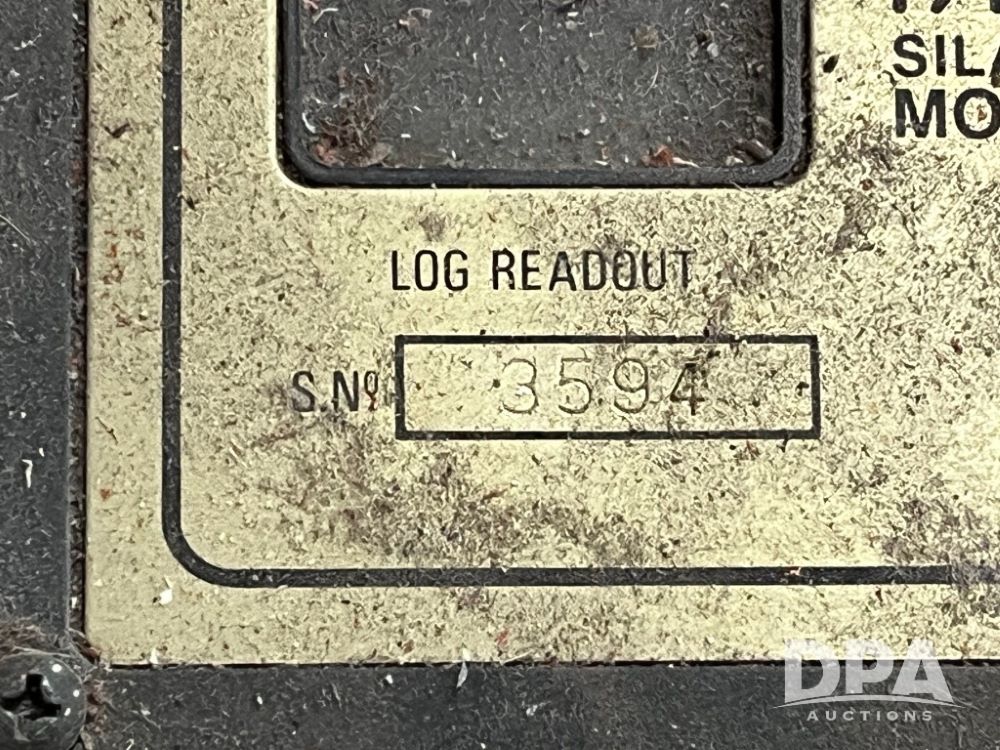 SIL
MO
LOG READOUT
S.Nº 3594
DPA
AUCTIONS